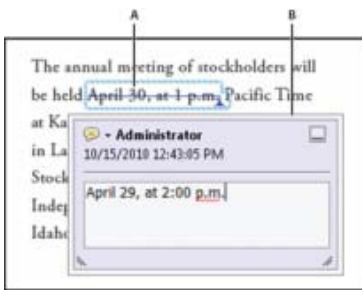 A
B
The annual meeting of stockholders will
be held April 30, at 1 p.m. Pacific Time
at Ka
Administrator
10/15/2010 12:43:05 PM
in La
Stock
April 29, at 2:00 p.m.
Indep
Idaho